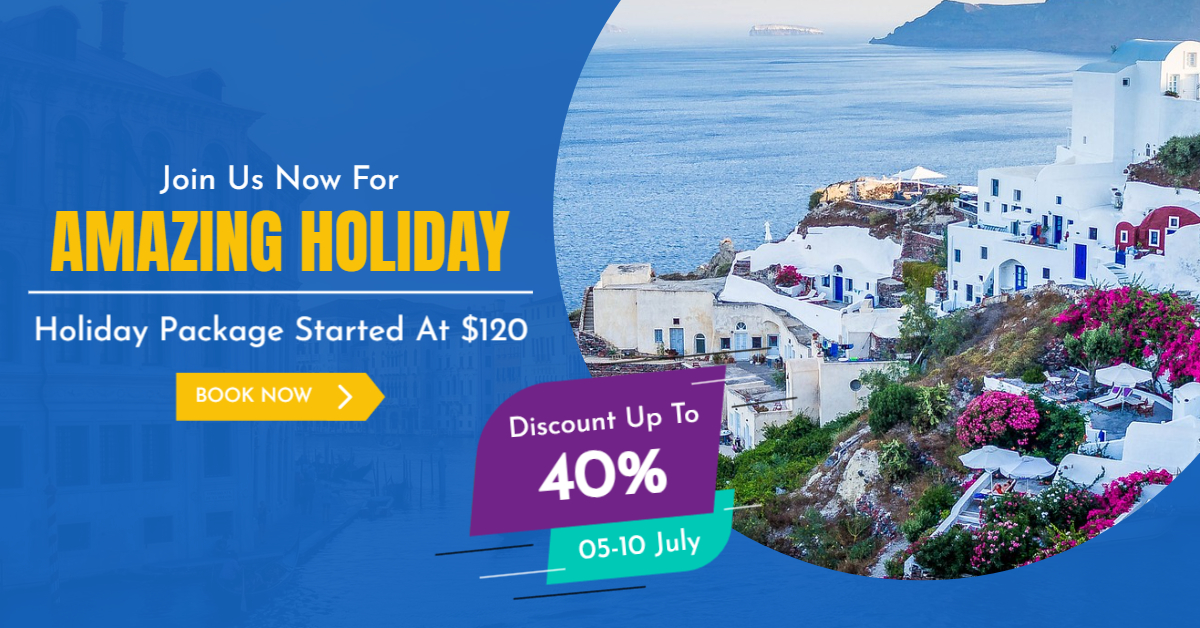 Join Us Now For
AMAZING HOLIDAY
Holiday Package Started At $120
BOOK NOW
Discount Up To
40%
05-10 July